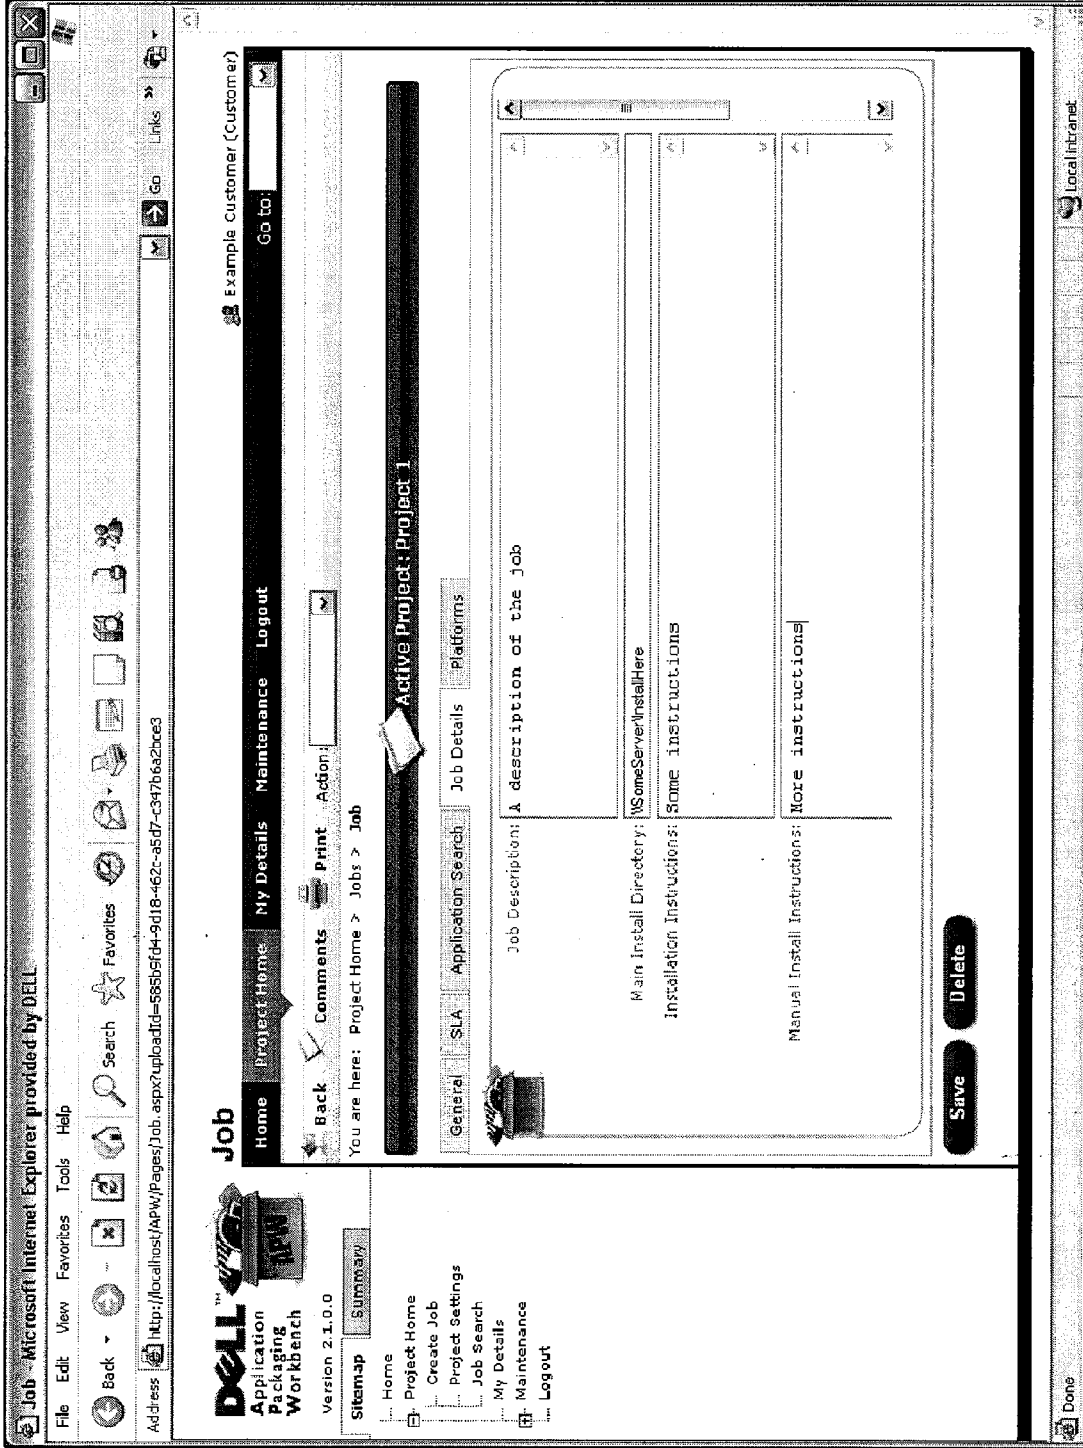 Job - Microsoft Internet Explorer provided by DELL
File Edit View Favorites Tools Help
Back Search Favorites
Address http://localhost/APW/Pages/Job.aspx?uploadId=585b9fd4-9d18-462c-a5d7-c347b6a2bce3 Go Links »
DELL™
Application
Packaging
Workbench
APW
Version 2.1.0.0
Sitemap Summary
Home
Project Home
Create Job
Project Settings
Job Search
My Details
Maintenance
Logout
Job
Example Customer (Customer)
Home Project Home My Details Maintenance Logout Go to:
Back Comments Print Action:
You are here: Project Home > Jobs > Job
Active Project: Project 1
General SLA Application Search Job Details Platforms
Job Description: A description of the job
Main Install Directory: \\SomeServer\InstallHere
Installation Instructions: Some instructions
Manual Install Instructions: More instructions
Save Delete
Done Local intranet